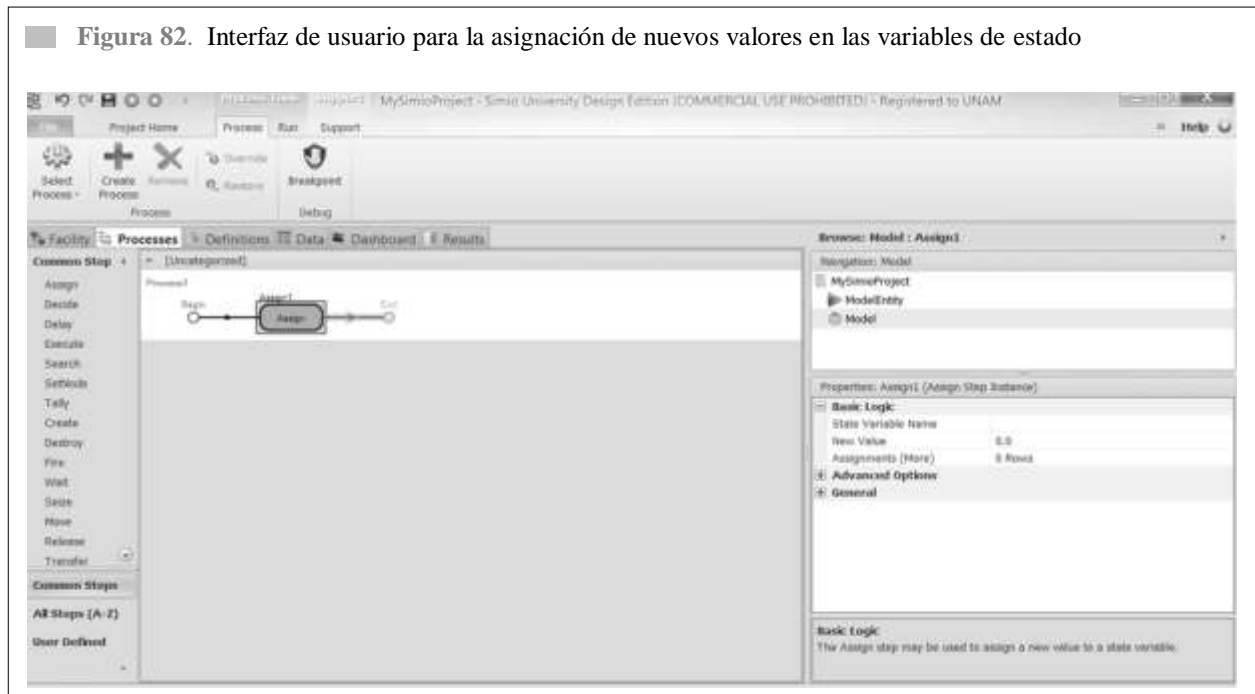 Figura 82. Interfaz de usuario para la asignación de nuevos valores en las variables de estado
MySimioProject - Simio University Design Edition (COMMERCIAL USE PROHIBITED) - Registered to UNAM
Project Home Process Run Support Help
Select Process
Create Process
Remove
Override
Restore
Breakpoint
Process Debug
Facility Processes Definitions Data Dashboard Results
Common Step
Assign
Decide
Delay
Execute
Search
SetNode
Tally
Create
Destroy
Fire
Wait
Seize
Move
Release
Transfer
Common Steps
All Steps (A-Z)
User Defined
(Uncategorized)
Process1
Begin Assign1 End
Assign
Browse: Model : Assign1
Navigation: Model
MySimioProject
ModelEntity
Model
Properties: Assign1 (Assign Step Instance)
Basic Logic
State Variable Name
New Value 0.0
Assignments (More) 0 Rows
Advanced Options
General
Basic Logic
The Assign step may be used to assign a new value to a state variable.